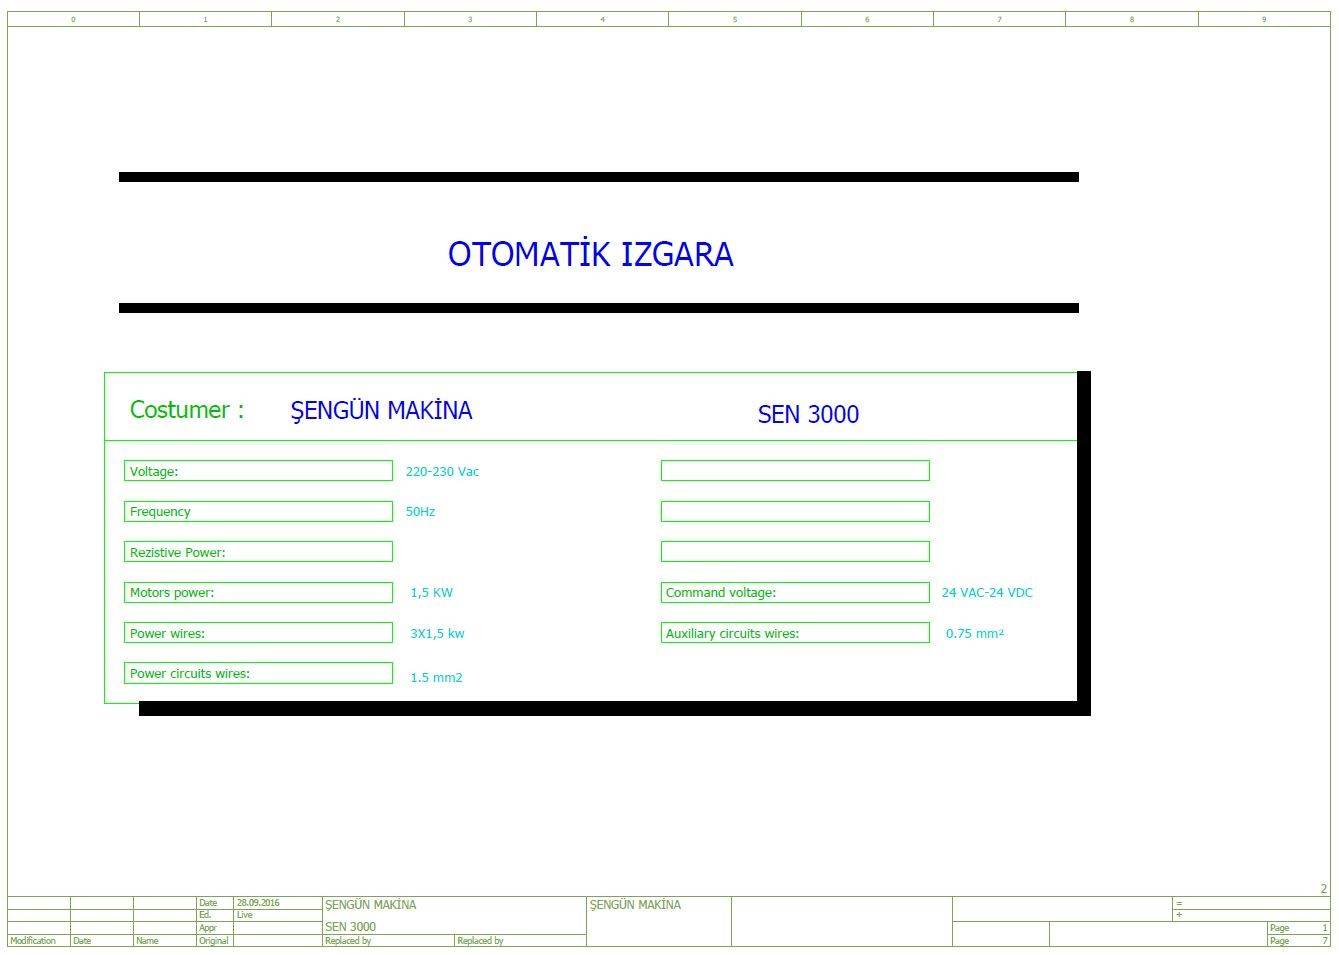 0 1 2 3 4 5 6 7 8 9
OTOMATİK IZGARA
Costumer : ŞENGÜN MAKİNA SEN 3000
Voltage: 220-230 Vac
Frequency 50Hz
Rezistive Power:
Motors power: 1,5 KW Command voltage: 24 VAC-24 VDC
Power wires: 3X1,5 kw Auxiliary circuits wires: 0.75 mm²
Power circuits wires: 1.5 mm2
2
Date 28.09.2016 ŞENGÜN MAKİNA ŞENGÜN MAKİNA =
Ed. Live +
Appr SEN 3000 Page 1
Modification Date Name Original Replaced by Replaced by Page 7